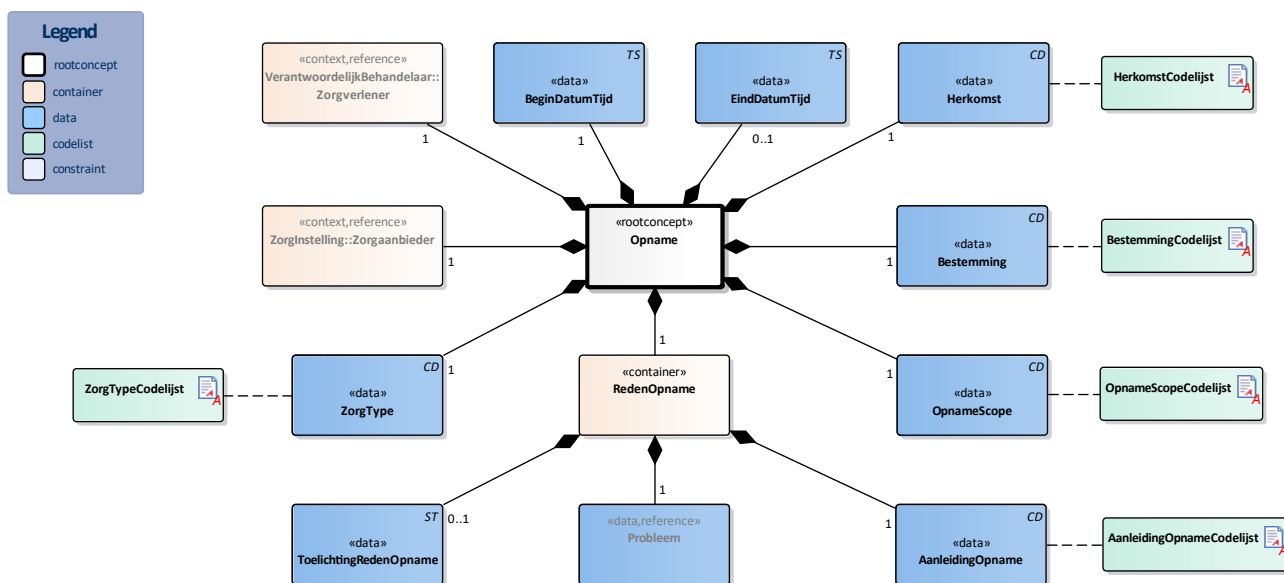 Legend
rootconcept
container
data
codelist
constraint
«context,reference»
VerantwoordelijkBehandelaar::
Zorgverlener
1
TS
«data»
BeginDatumTijd
1
TS
«data»
EindDatumTijd
0..1
CD
«data»
Herkomst
1
HerkomstCodelijst
A
«context,reference»
ZorgInstelling::Zorgaanbieder
1
«rootconcept»
Opname
CD
«data»
Bestemming
1
BestemmingCodelijst
A
ZorgTypeCodelijst
A
CD
«data»
ZorgType
1
1
«container»
RedenOpname
CD
«data»
OpnameScope
1
OpnameScopeCodelijst
A
ST
«data»
ToelichtingRedenOpname
0..1
1
«data,reference»
Probleem
CD
«data»
AanleidingOpname
1
AanleidingOpnameCodelijst
A